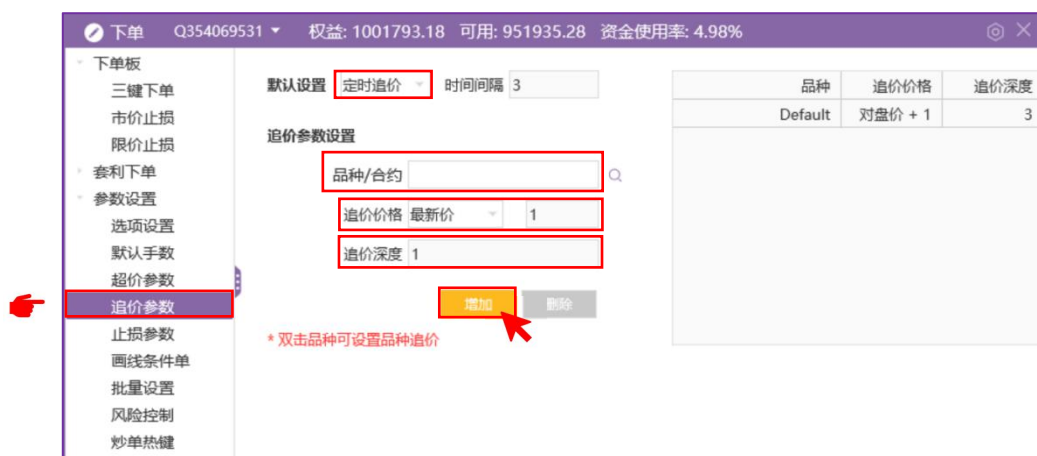 下单 Q354069531 权益: 1001793.18 可用: 951935.28 资金使用率: 4.98%
下单板
三键下单
市价止损
限价止损
套利下单
参数设置
选项设置
默认手数
超价参数
追价参数
止损参数
画线条件单
批量设置
风险控制
炒单热键
默认设置 定时追价 时间间隔 3
追价参数设置
品种/合约
追价价格 最新价 1
追价深度 1
增加 删除
* 双击品种可设置品种追价
品种 追价价格 追价深度
Default 对盘价 + 1 3